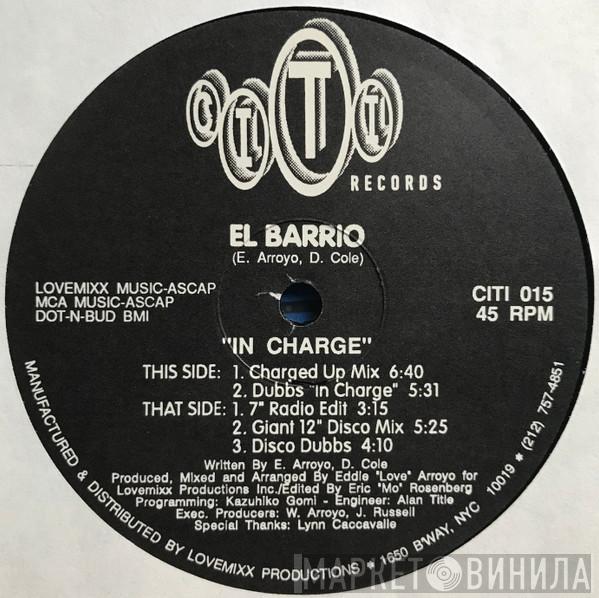 CITI
RECORDS
EL BARRIO
(E. Arroyo, D. Cole)
LOVEMIXX MUSIC-ASCAP
MCA MUSIC-ASCAP
DOT-N-BUD BMI
CITI 015
45 RPM
"IN CHARGE"
THIS SIDE: 1. Charged Up Mix 6:40
2. Dubbs "In Charge" 5:31
THAT SIDE: 1. 7" Radio Edit 3:15
2. Giant 12" Disco Mix 5:25
3. Disco Dubbs 4:10
Written By E. Arroyo, D. Cole
Produced, Mixed and Arranged By Eddie "Love" Arroyo for
Lovemixx Productions Inc./Edited By Eric "Mo" Rosenberg
Programming: Kazuhiko Gomi - Engineer: Alan Title
Exec. Producers: W. Arroyo, J. Russell
Special Thanks: Lynn Caccavalle
MANUFACTURED & DISTRIBUTED BY LOVEMIXX PRODUCTIONS * 1650 B'WAY, NYC 10019 * (212) 757-4851
МАРКЕТ ВИНИЛА